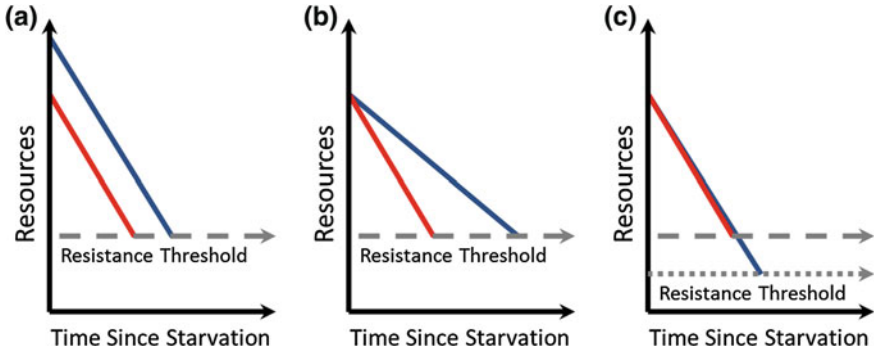 (a)
Resources
Resistance Threshold
Time Since Starvation
(b)
Resources
Resistance Threshold
Time Since Starvation
(c)
Resources
Resistance Threshold
Time Since Starvation